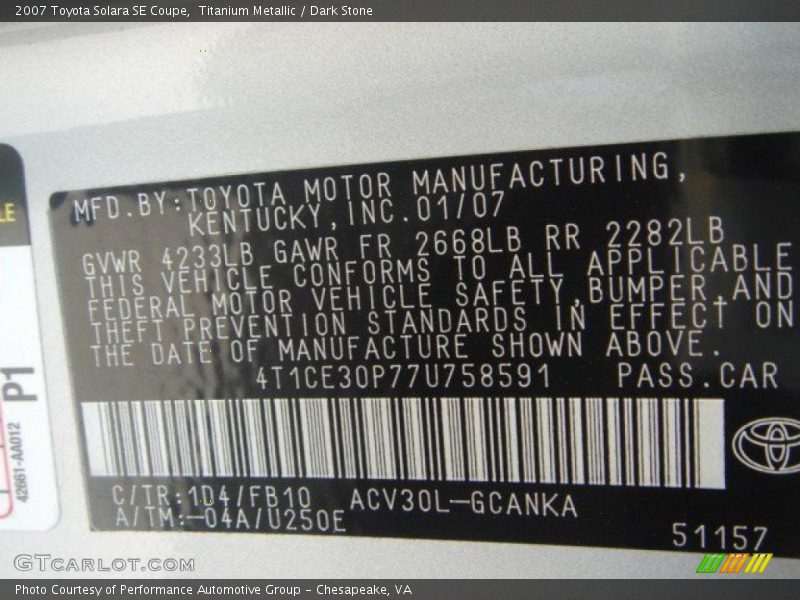 2007 Toyota Solara SE Coupe,  Titanium Metallic / Dark Stone
LE
P1
42661-AA012
MFD.BY:TOYOTA MOTOR MANUFACTURING,
KENTUCKY,INC.01/07
GVWR 4233LB GAWR FR 2668LB RR 2282LB
THIS VEHICLE CONFORMS TO ALL APPLICABLE
FEDERAL MOTOR VEHICLE SAFETY,BUMPER,AND
THEFT PREVENTION STANDARDS IN EFFECT ON
THE DATE OF MANUFACTURE SHOWN ABOVE.
4T1CE30P77U758591 PASS.CAR
C/TR:1D4/FB10 ACV30L-GCANKA
A/TM:-04A/U250E
51157
GTCARLOT.COM
Photo Courtesy of Performance Automotive Group – Chesapeake, VA